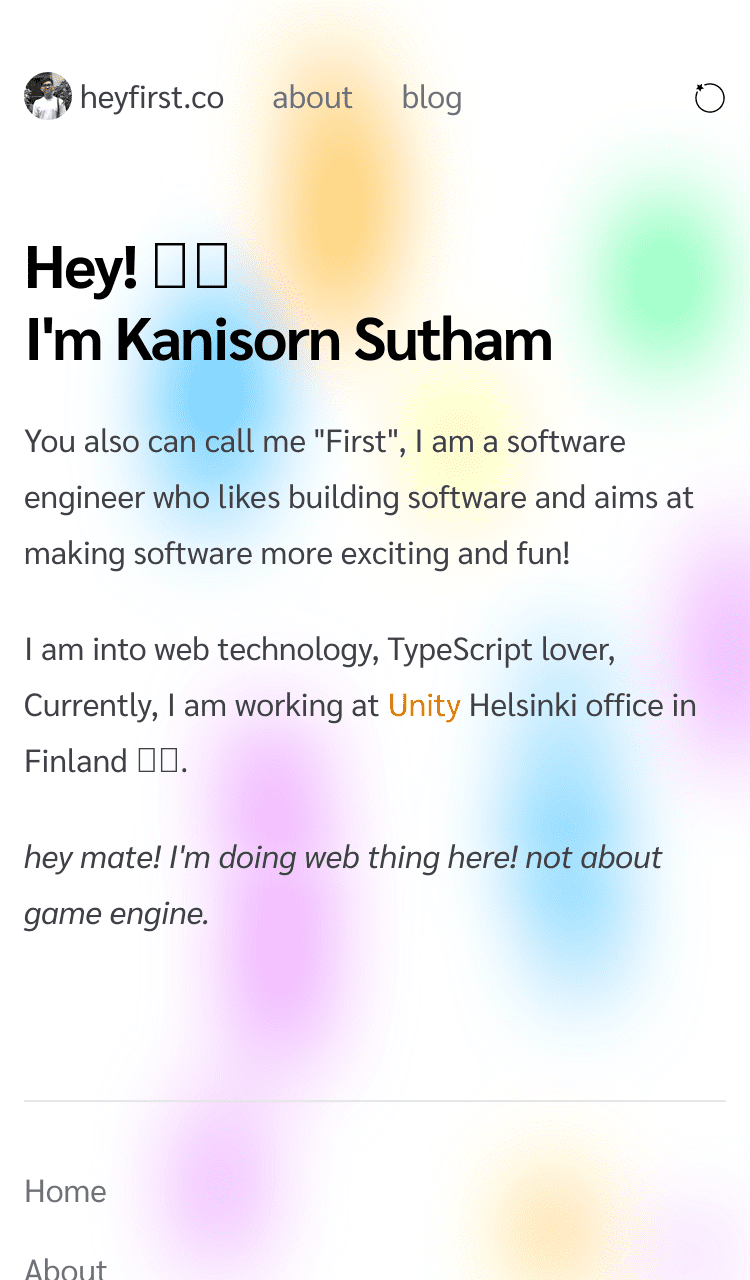 heyfirst.co about blog
Hey!
I'm Kanisorn Sutham
You also can call me "First", I am a software
engineer who likes building software and aims at
making software more exciting and fun!
I am into web technology, TypeScript lover,
Currently, I am working at Unity Helsinki office in
Finland .
hey mate! I'm doing web thing here! not about
game engine.
Home
About